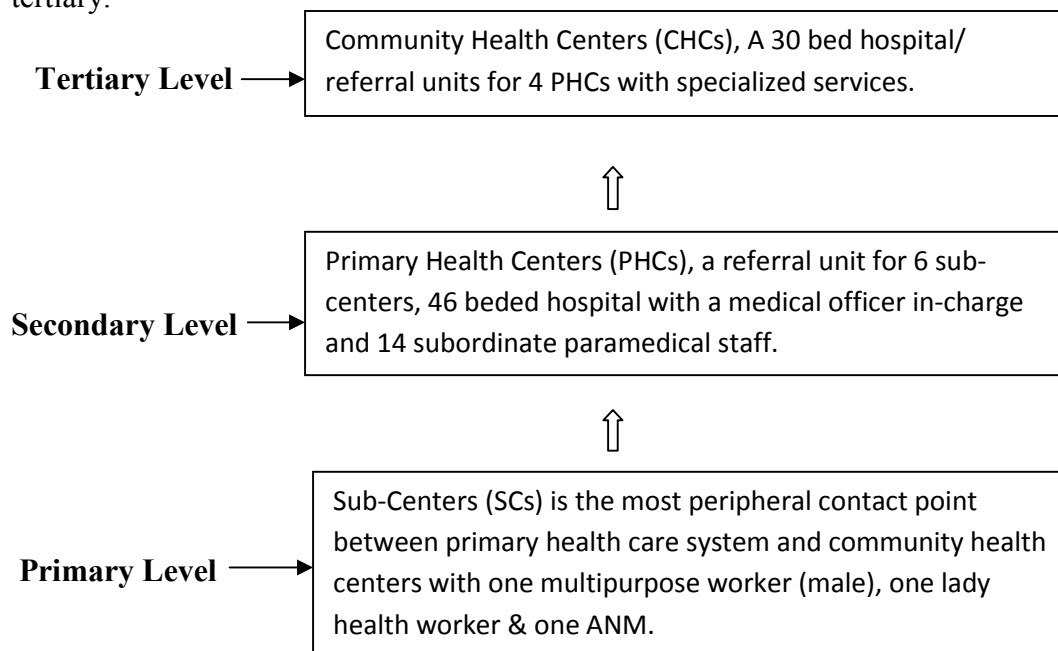 tertiary.
Community Health Centers (CHCs), A 30 bed hospital/
referral units for 4 PHCs with specialized services.
Tertiary Level
Primary Health Centers (PHCs), a referral unit for 6 sub-
centers, 46 beded hospital with a medical officer in-charge
and 14 subordinate paramedical staff.
Secondary Level
Sub-Centers (SCs) is the most peripheral contact point
between primary health care system and community health
centers with one multipurpose worker (male), one lady
health worker & one ANM.
Primary Level